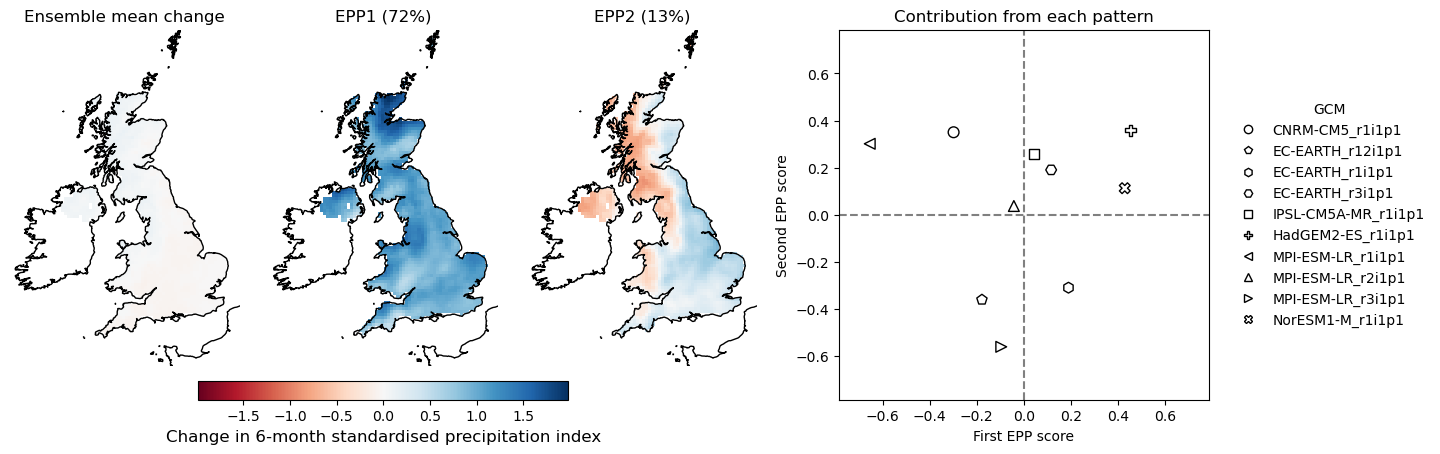 Ensemble mean change
EPP1 (72%)
EPP2 (13%)
−1.5 −1.0 −0.5 0.0 0.5 1.0 1.5
Change in 6-month standardised precipitation index
Contribution from each pattern
Second EPP score
0.6
0.4
0.2
0.0
−0.2
−0.4
−0.6
−0.6 −0.4 −0.2 0.0 0.2 0.4 0.6
First EPP score
GCM
CNRM-CM5_r1i1p1
EC-EARTH_r12i1p1
EC-EARTH_r1i1p1
EC-EARTH_r3i1p1
IPSL-CM5A-MR_r1i1p1
HadGEM2-ES_r1i1p1
MPI-ESM-LR_r1i1p1
MPI-ESM-LR_r2i1p1
MPI-ESM-LR_r3i1p1
NorESM1-M_r1i1p1